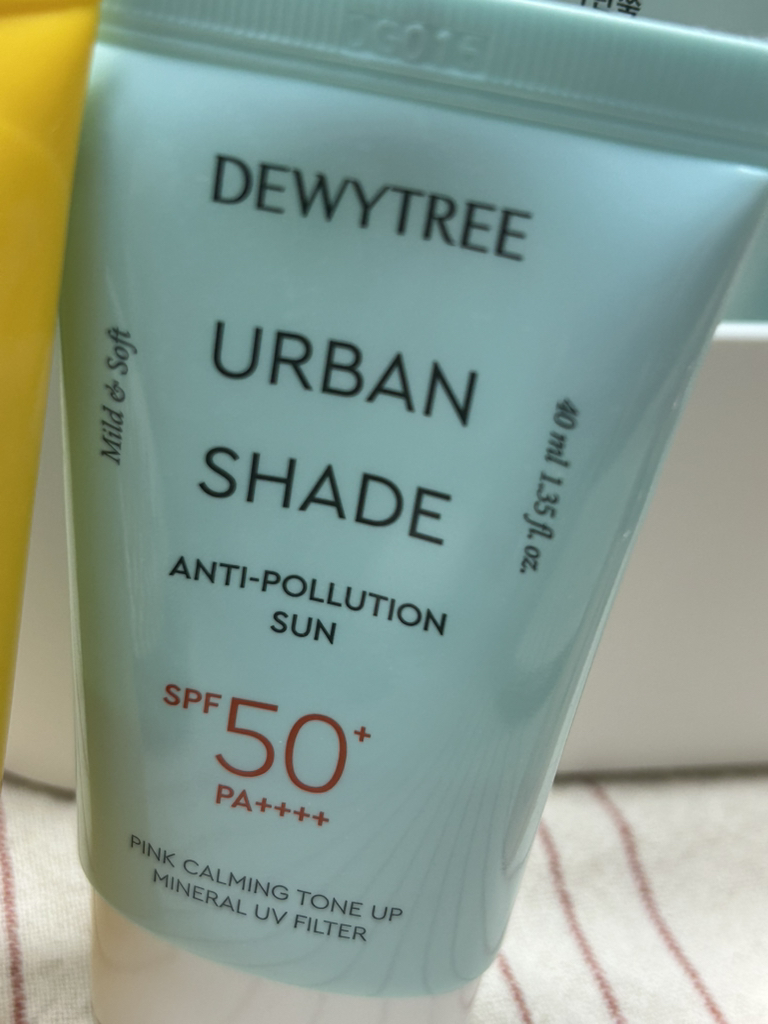 DEWYTREE
URBAN
SHADE
Mild & Soft
40 ml 1.35 fl. oz.
ANTI-POLLUTION
SUN
SPF 50+
PA++++
PINK CALMING TONE UP
MINERAL UV FILTER